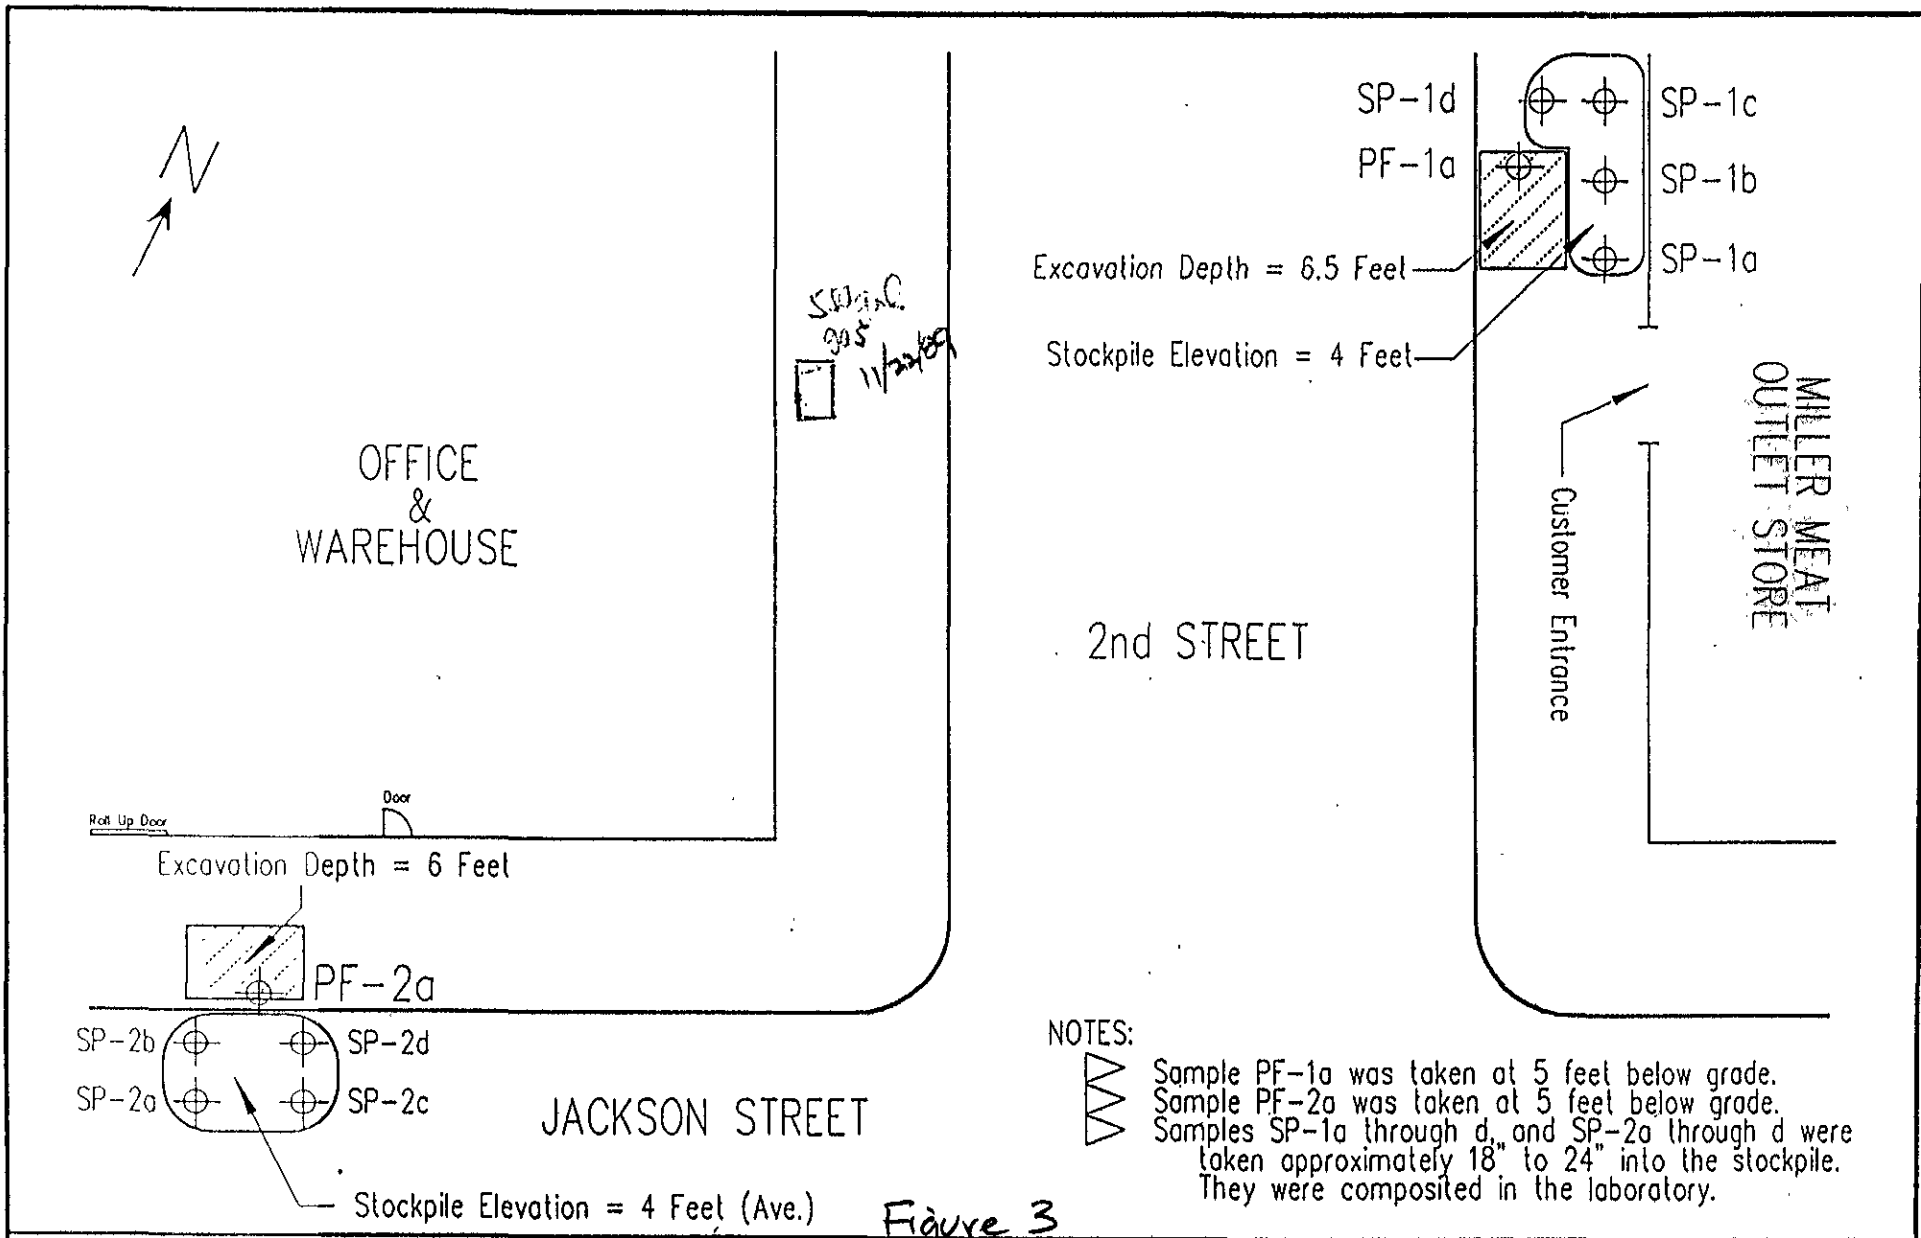 N
SP-1d
SP-1c
PF-1a
SP-1b
SP-1a
Excavation Depth = 6.5 Feet
Stockpile Elevation = 4 Feet
gas
MILLER MEAT
OUTLET STORE
Customer Entrance
OFFICE
&
WAREHOUSE
2nd STREET
Door
Roll Up Door
Excavation Depth = 6 Feet
PF-2a
SP-2b
SP-2d
SP-2a
SP-2c
JACKSON STREET
Stockpile Elevation = 4 Feet (Ave.)
NOTES:
Sample PF-1a was taken at 5 feet below grade.
Sample PF-2a was taken at 5 feet below grade.
Samples SP-1a through d, and SP-2a through d were
taken approximately 18" to 24" into the stockpile.
They were composited in the laboratory.
Figure 3